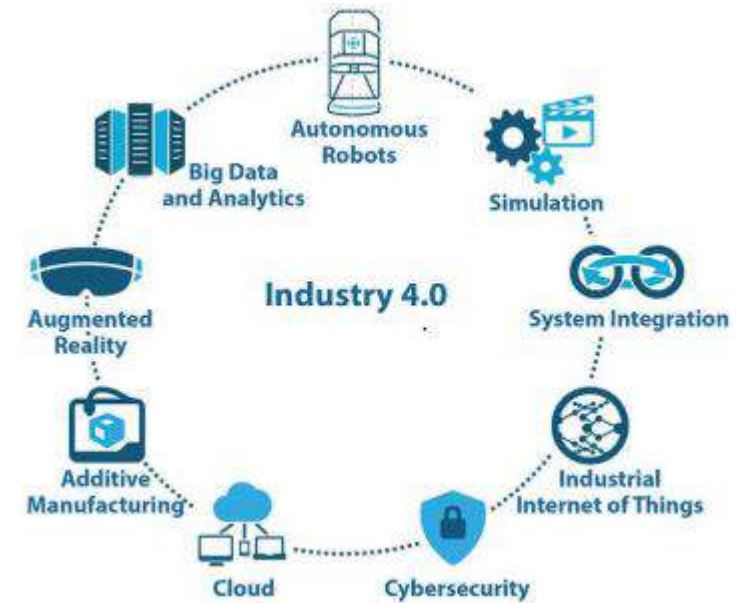 Autonomous
Robots
Big Data
and Analytics
Simulation
Augmented
Reality
Industry 4.0
System Integration
Additive
Manufacturing
Industrial
Internet of Things
Cloud
Cybersecurity